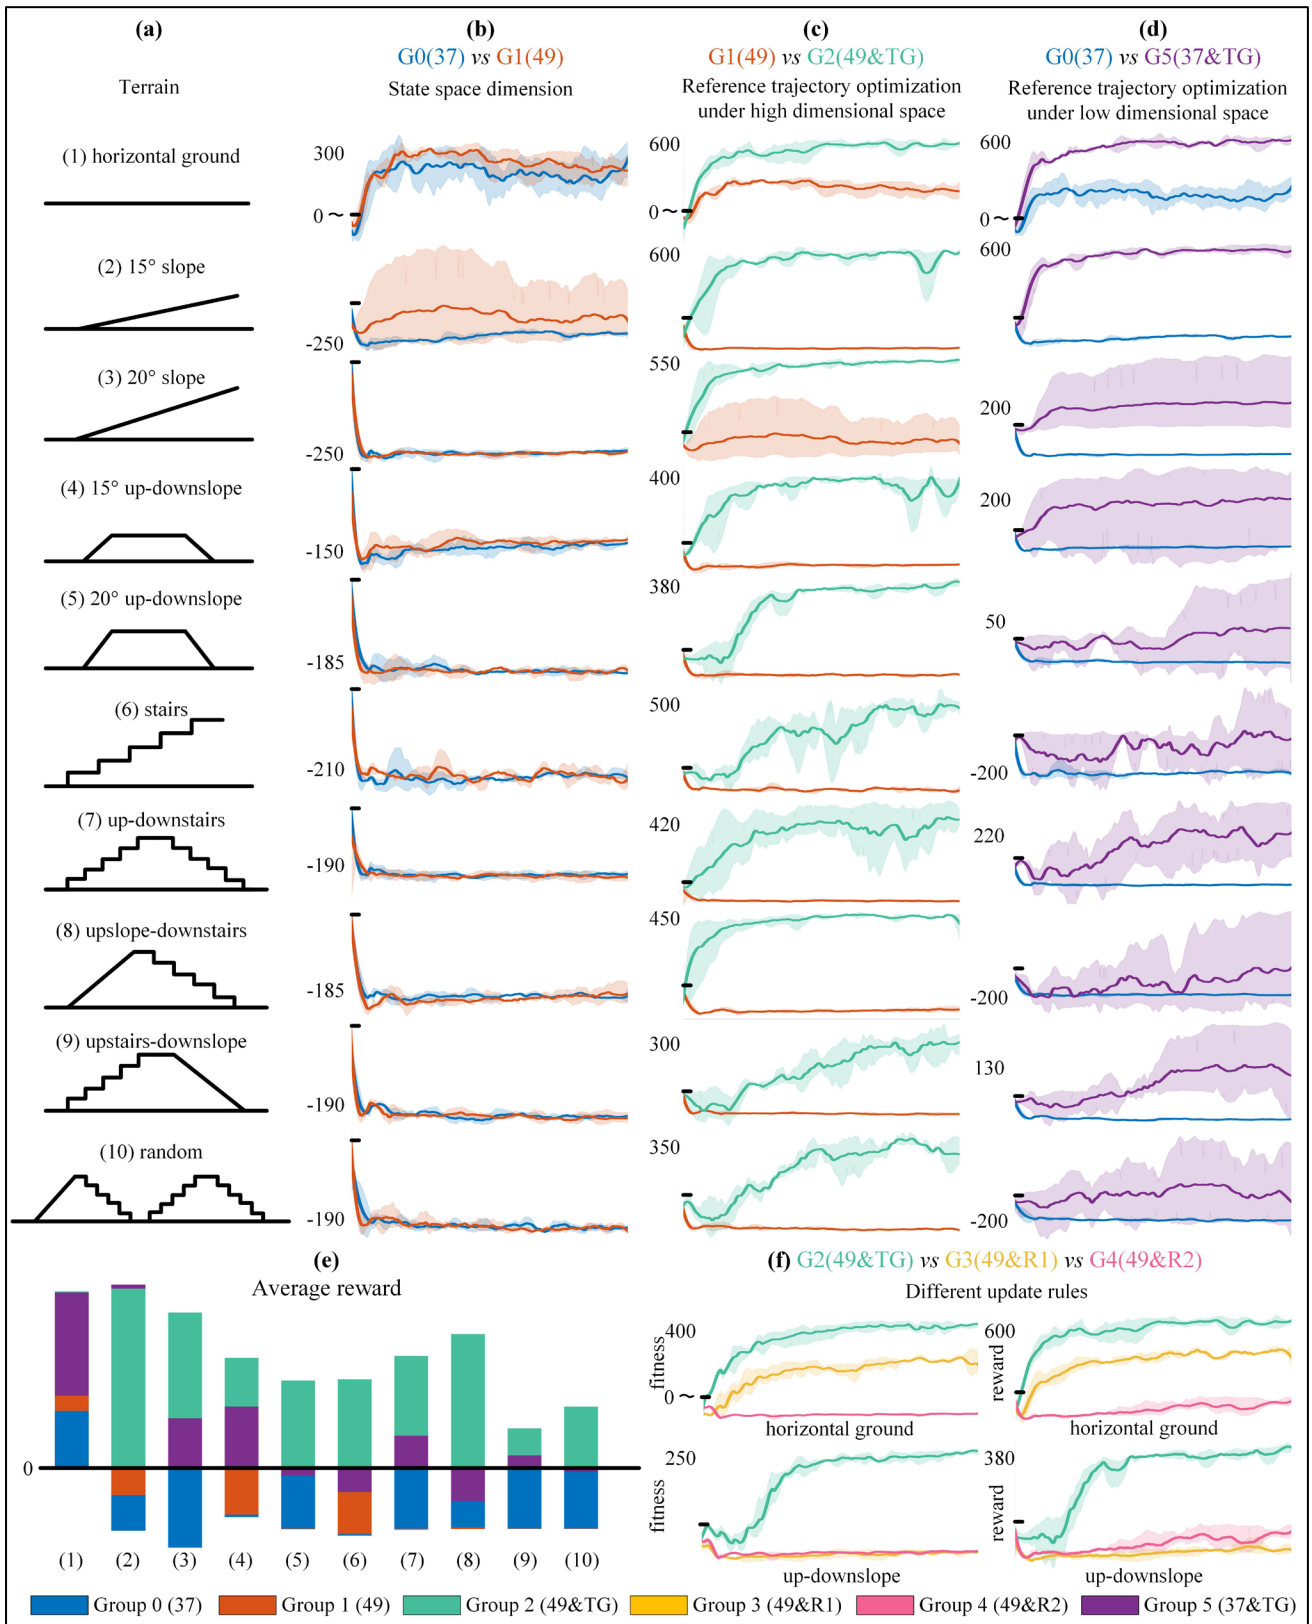 (a)
(b)
(c)
(d)
G0(37) vs G1(49)
G1(49) vs G2(49&TG)
G0(37) vs G5(37&TG)
Terrain
State space dimension
Reference trajectory optimization
under high dimensional space
Reference trajectory optimization
under low dimensional space
(1) horizontal ground
300
0 ~
600
0 ~
600
0 ~
(2) 15° slope
-250
600
600
(3) 20° slope
-250
550
200
(4) 15° up-downslope
-150
400
200
(5) 20° up-downslope
-185
380
50
(6) stairs
-210
500
-200
(7) up-downstairs
-190
420
220
(8) upslope-downstairs
-185
450
-200
(9) upstairs-downslope
-190
300
130
(10) random
-190
350
-200
(e)
Average reward
0
(1) (2) (3) (4) (5) (6) (7) (8) (9) (10)
(f) G2(49&TG) vs G3(49&R1) vs G4(49&R2)
Different update rules
400
0 ~
fitness
horizontal ground
600
reward
horizontal ground
250
fitness
up-downslope
380
reward
up-downslope
Group 0 (37) Group 1 (49) Group 2 (49&TG) Group 3 (49&R1) Group 4 (49&R2) Group 5 (37&TG)